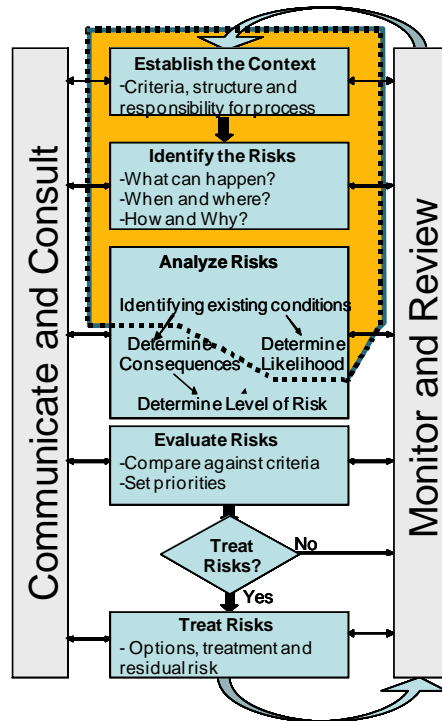 Communicate and Consult
Establish the Context
-Criteria, structure and
responsibility for process
Identify the Risks
-What can happen?
-When and where?
-How and Why?
Analyze Risks
Identifying existing conditions
Determine
Consequences
Determine
Likelihood
Determine Level of Risk
Evaluate Risks
-Compare against criteria
-Set priorities
Treat
Risks?
No
Yes
Treat Risks
- Options, treatment and
residual risk
Monitor and Review